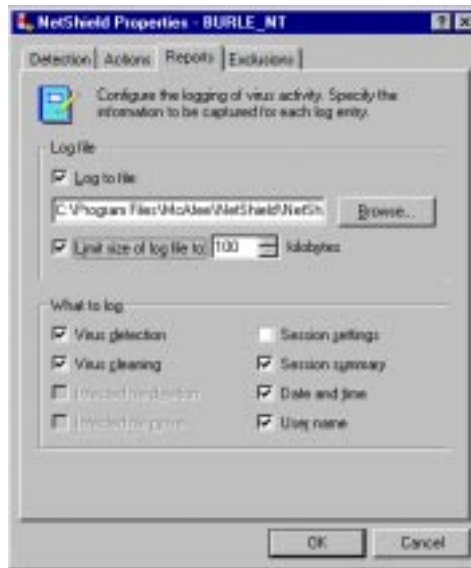 NetShield Properties - BURLE_NT
Detection
Actions
Reports
Exclusions
Configure the logging of virus activity. Specify the
information to be captured for each log entry.
Log file
Log to file
C:\Program Files\McAfee\NetShield\NetSh
Browse...
Limit size of log file to: 100 kilobytes
What to log
Virus detection
Session settings
Virus cleaning
Session summary
Infected
Date and time
Infected
User name
OK
Cancel